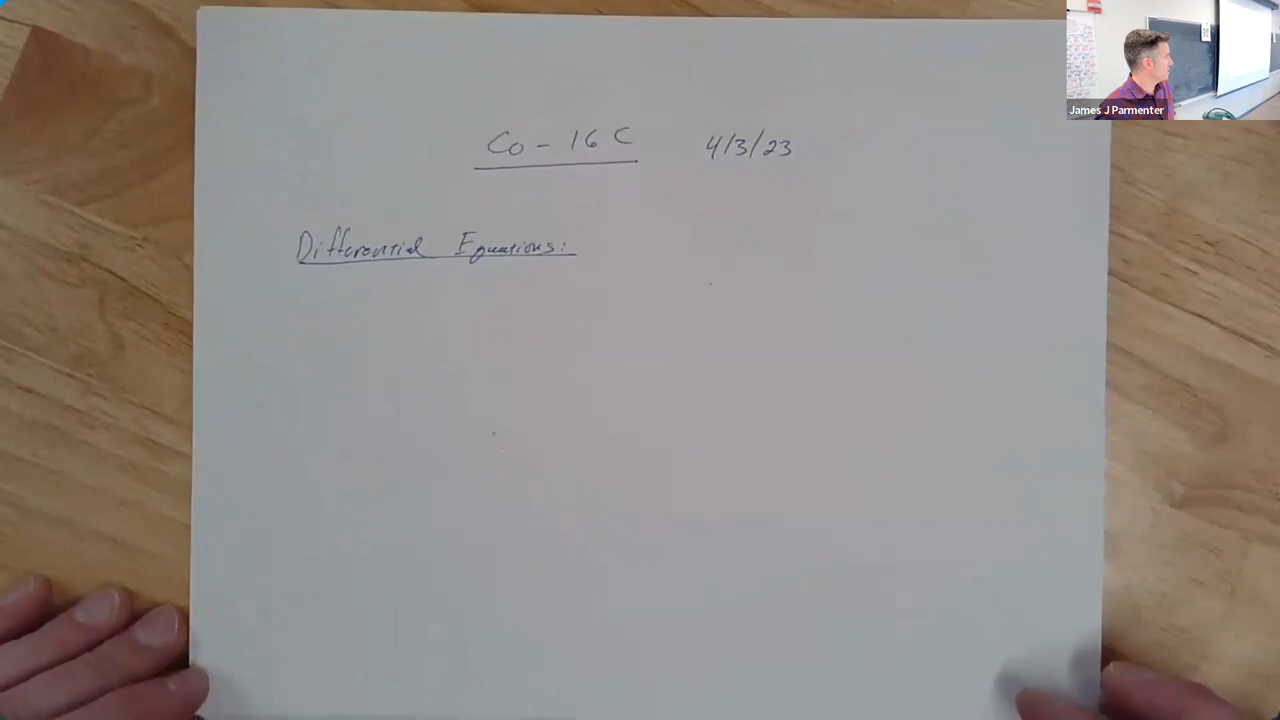 Co - 16 C 4/3/23
Differential Equations:
James J Parmenter